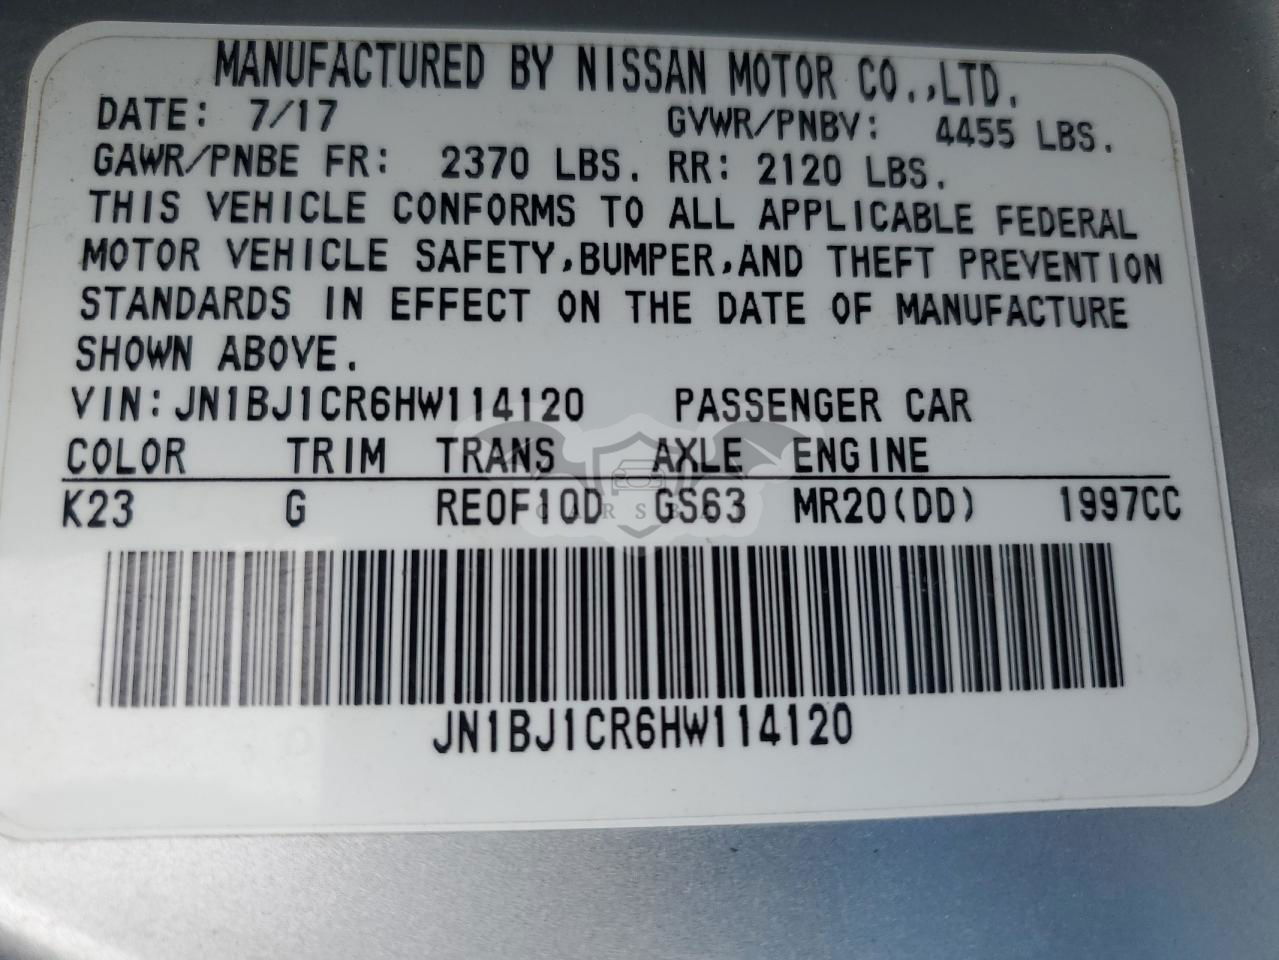 MANUFACTURED BY NISSAN MOTOR CO.,LTD.
DATE: 7/17 GVWR/PNBV: 4455 LBS.
GAWR/PNBE FR: 2370 LBS. RR: 2120 LBS.
THIS VEHICLE CONFORMS TO ALL APPLICABLE FEDERAL
MOTOR VEHICLE SAFETY,BUMPER,AND THEFT PREVENTION
STANDARDS IN EFFECT ON THE DATE OF MANUFACTURE
SHOWN ABOVE.
VIN: JN1BJ1CR6HW114120 PASSENGER CAR
COLOR TRIM TRANS AXLE ENGINE
K23 G RE0F10D GS63 MR20(DD) 1997CC
JN1BJ1CR6HW114120